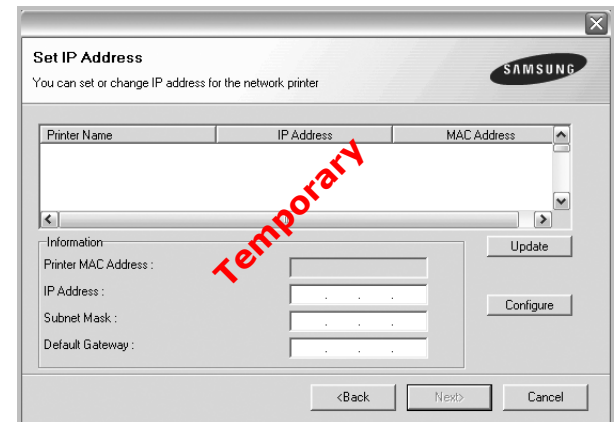 Set IP Address
You can set or change IP address for the network printer
SAMSUNG
Printer Name IP Address MAC Address
Temporary
Information
Update
Printer MAC Address :
IP Address :
Configure
Subnet Mask :
Default Gateway :
<Back Next> Cancel